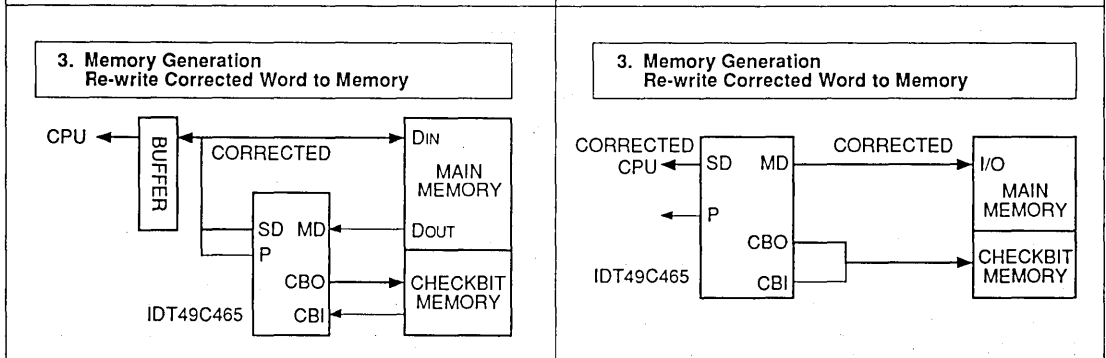 3. Memory Generation
Re-write Corrected Word to Memory
CPU
BUFFER
CORRECTED
DIN
MAIN
MEMORY
SD MD
DOUT
P
CBO
CHECKBIT
MEMORY
IDT49C465
CBI
3. Memory Generation
Re-write Corrected Word to Memory
CORRECTED
CPU
SD MD
CORRECTED
I/O
MAIN
MEMORY
P
CBO
CHECKBIT
MEMORY
IDT49C465
CBI